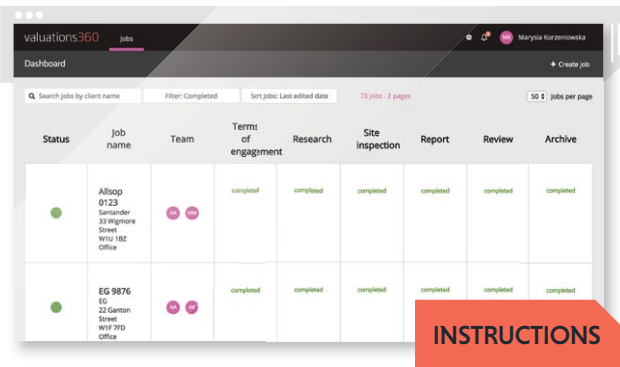 valuations360 Jobs MK Marysia Korzeniowska
Dashboard + Create job
Search jobs by client name Filter: Completed Sort Jobs: Last edited date 73 jobs - 2 pages 50 Jobs per page
Status Job name Team Terms of engagement Research Site inspection Report Review Archive
Allsop
0123
Santander
33 Wigmore
Street
W1U 1BZ
Office
AA MM
completed completed completed completed completed completed
EG 9876
EG
22 Ganton
Street
W1F 7FD
Office
AA AF
completed completed completed completed completed completed
INSTRUCTIONS